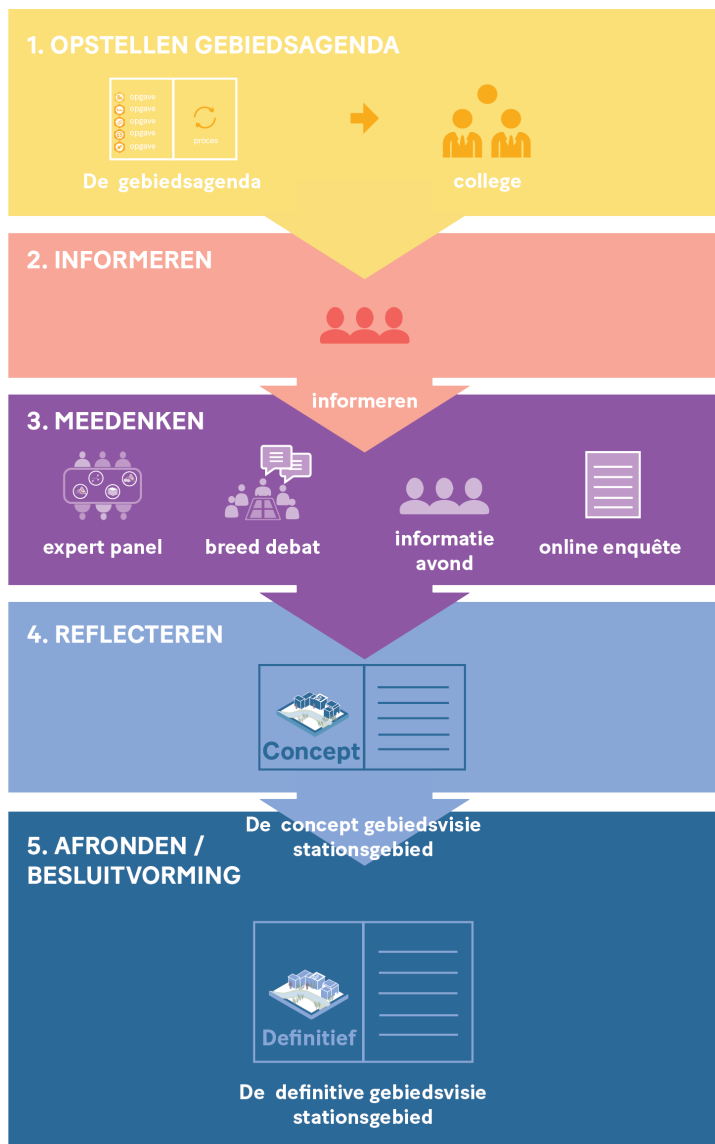 1. OPSTELLEN GEBIEDSAGENDA
opgave
opgave
opgave
opgave
opgave
proces
De gebiedsagenda
college
2. INFORMEREN
informeren
3. MEEDENKEN
expert panel
breed debat
informatie
avond
online enquête
4. REFLECTEREN
Concept
De concept gebiedsvisie
stationsgebied
5. AFRONDEN /
BESLUITVORMING
Definitief
De definitive gebiedsvisie
stationsgebied